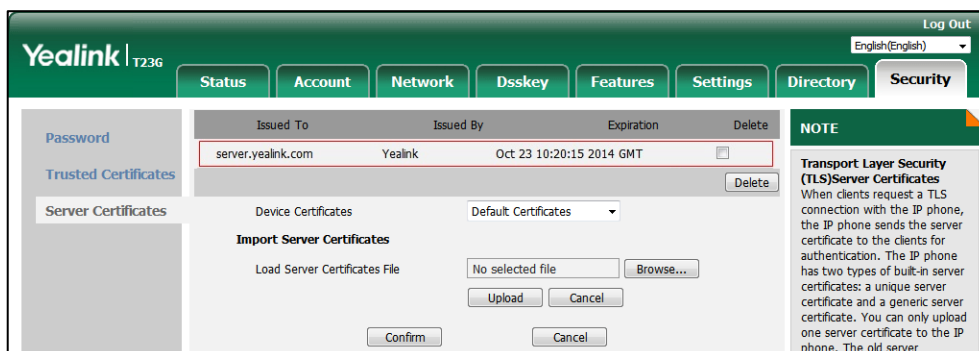 Log Out
Yealink T23G
English(English)
Status Account Network Dsskey Features Settings Directory Security
Password
Trusted Certificates
Server Certificates
Issued To Issued By Expiration Delete
server.yealink.com Yealink Oct 23 10:20:15 2014 GMT
Delete
Device Certificates Default Certificates
Import Server Certificates
Load Server Certificates File No selected file Browse...
Upload Cancel
Confirm Cancel
NOTE
Transport Layer Security
(TLS)Server Certificates
When clients request a TLS
connection with the IP phone,
the IP phone sends the server
certificate to the clients for
authentication. The IP phone
has two types of built-in server
certificates: a unique server
certificate and a generic server
certificate. You can only upload
one server certificate to the IP
phone. The old server